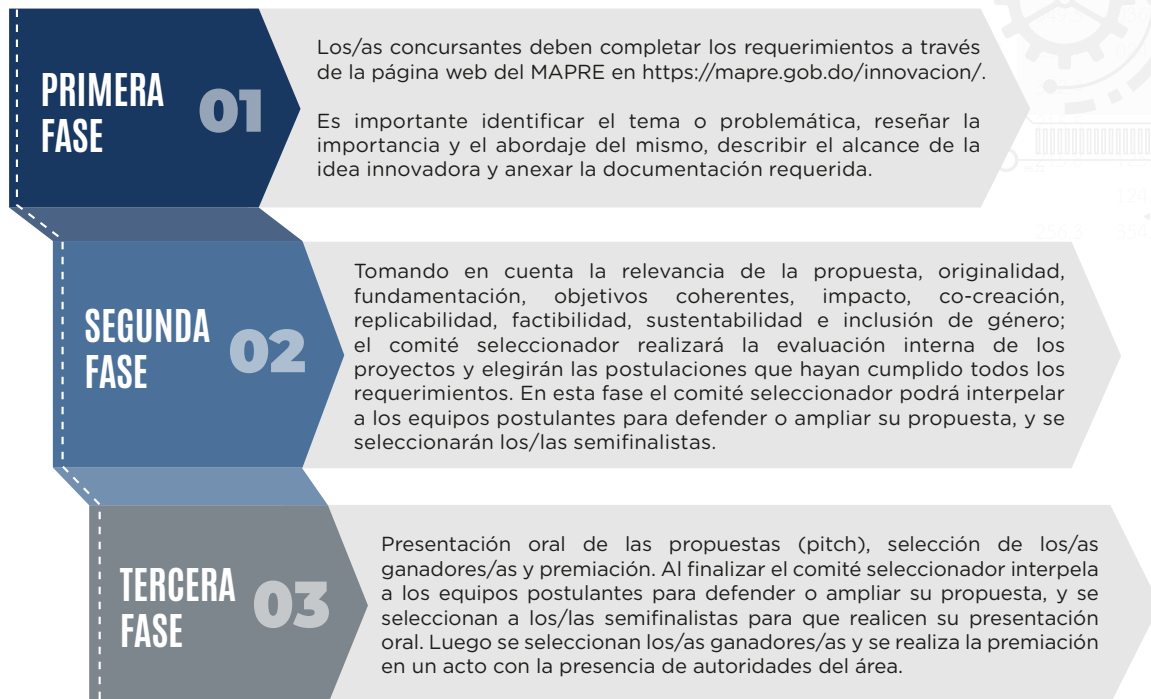 PRIMERA
FASE
01
Los/as concursantes deben completar los requerimientos a través
de la página web del MAPRE en https://mapre.gob.do/innovacion/.
Es importante identificar el tema o problemática, reseñar la
importancia y el abordaje del mismo, describir el alcance de la
idea innovadora y anexar la documentación requerida.
SEGUNDA
FASE
02
Tomando en cuenta la relevancia de la propuesta, originalidad,
fundamentación, objetivos coherentes, impacto, co-creación,
replicabilidad, factibilidad, sustentabilidad e inclusión de género;
el comité seleccionador realizará la evaluación interna de los
proyectos y elegirán las postulaciones que hayan cumplido todos los
requerimientos. En esta fase el comité seleccionador podrá interpelar
a los equipos postulantes para defender o ampliar su propuesta, y se
seleccionarán los/las semifinalistas.
TERCERA
FASE
03
Presentación oral de las propuestas (pitch), selección de los/as
ganadores/as y premiación. Al finalizar el comité seleccionador interpela
a los equipos postulantes para defender o ampliar su propuesta, y se
seleccionan a los/las semifinalistas para que realicen su presentación
oral. Luego se seleccionan los/as ganadores/as y se realiza la premiación
en un acto con la presencia de autoridades del área.